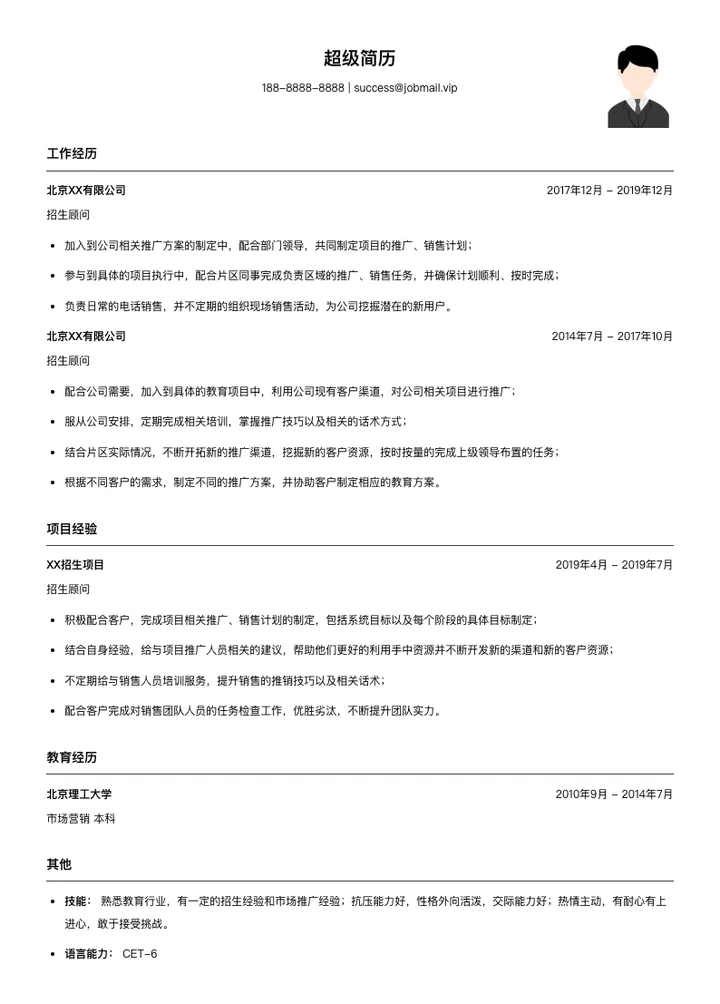 超级简历
188-8888-8888 | success@jobmail.vip
工作经历
北京XX有限公司 2017年12月 – 2019年12月
招生顾问
• 加入到公司相关推广方案的制定中，配合部门领导，共同制定项目的推广、销售计划；
• 参与到具体的项目执行中，配合片区同事完成负责区域的推广、销售任务，并确保计划顺利、按时完成；
• 负责日常的电话销售，并不定期的组织现场销售活动，为公司挖掘潜在的新用户。
北京XX有限公司 2014年7月 – 2017年10月
招生顾问
• 配合公司需要，加入到具体的教育项目中，利用公司现有客户渠道，对公司相关项目进行推广；
• 服从公司安排，定期完成相关培训，掌握推广技巧以及相关的话术方式；
• 结合片区实际情况，不断开拓新的推广渠道，挖掘新的客户资源，按时按量的完成上级领导布置的任务；
• 根据不同客户的需求，制定不同的推广方案，并协助客户制定相应的教育方案。
项目经验
XX招生项目 2019年4月 – 2019年7月
招生顾问
• 积极配合客户，完成项目相关推广、销售计划的制定，包括系统目标以及每个阶段的具体目标制定；
• 结合自身经验，给与项目推广人员相关的建议，帮助他们更好的利用手中资源并不断开发新的渠道和新的客户资源；
• 不定期给与销售人员培训服务，提升销售的推销技巧以及相关话术；
• 配合客户完成对销售团队人员的任务检查工作，优胜劣汰，不断提升团队实力。
教育经历
北京理工大学 2010年9月 – 2014年7月
市场营销 本科
其他
• 技能： 熟悉教育行业，有一定的招生经验和市场推广经验；抗压能力好，性格外向活泼，交际能力好；热情主动，有耐心有上
进心，敢于接受挑战。
• 语言能力： CET-6